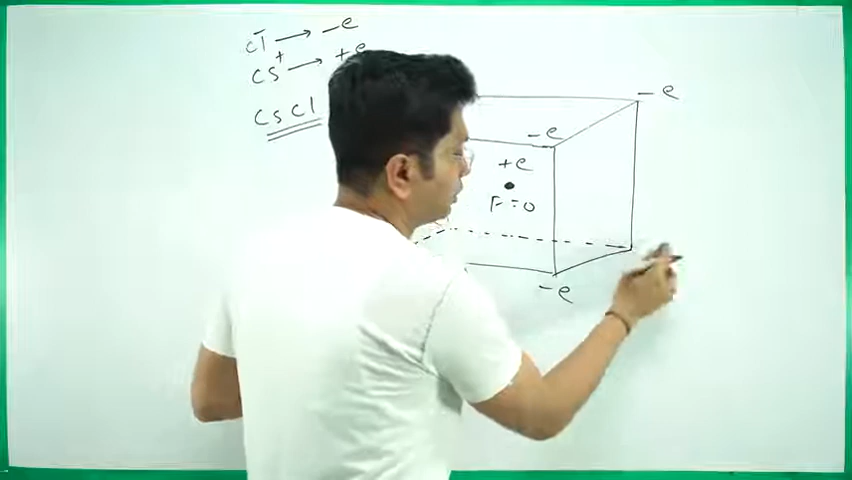 Cl⁻ → -e
Cs⁺ → +e
CsCl
-e
-e
+e
F=0
-e